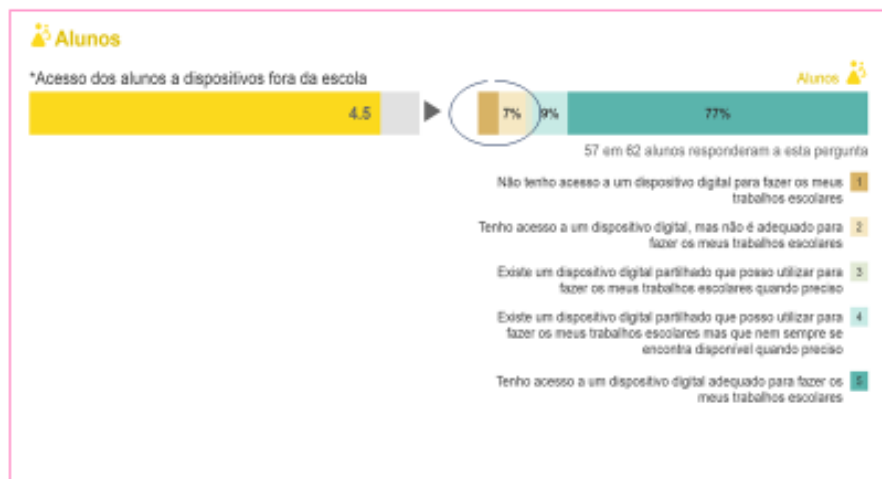 Alunos
*Acesso dos alunos a dispositivos fora da escola
Alunos
4.5
7%
9%
77%
57 em 62 alunos responderam a esta pergunta
Não tenho acesso a um dispositivo digital para fazer os meus
trabalhos escolares
1
Tenho acesso a um dispositivo digital, mas não é adequado para
fazer os meus trabalhos escolares
2
Existe um dispositivo digital partilhado que posso utilizar para
fazer os meus trabalhos escolares quando preciso
3
Existe um dispositivo digital partilhado que posso utilizar para
fazer os meus trabalhos escolares mas que nem sempre se
encontra disponível quando preciso
4
Tenho acesso a um dispositivo digital adequado para fazer os
meus trabalhos escolares
5